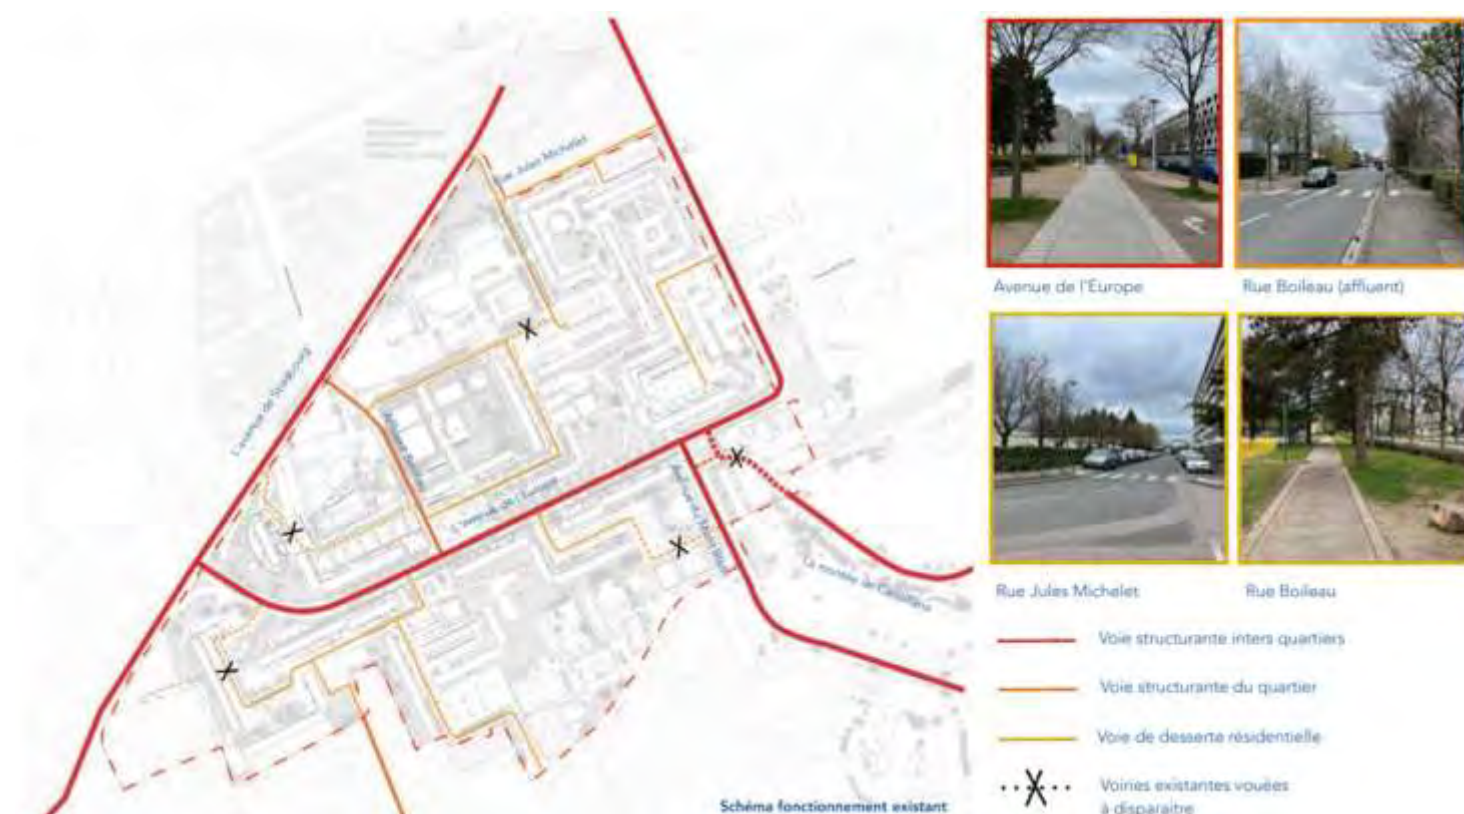 Rue Jules Michelet
L'avenue de Strasbourg
L'avenue de l'Europe
Schéma fonctionnement existant
Avenue de l'Europe
Rue Boileau (affluent)
Rue Jules Michelet
Rue Boileau
Voie structurante inters quartiers
Voie structurante du quartier
Voie de desserte résidentielle
Voiries existantes vouées
à disparaitre